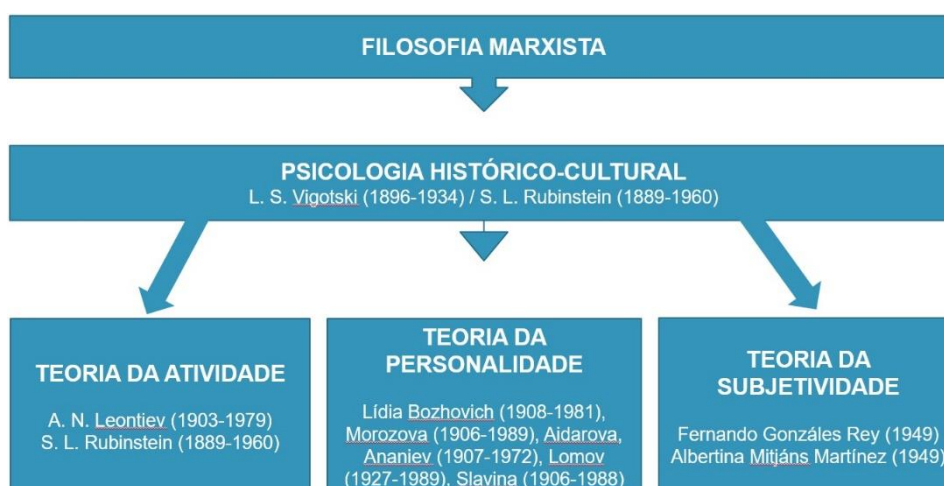 FILOSOFIA MARXISTA
PSICOLOGIA HISTÓRICO-CULTURAL
L. S. Vigotski (1896-1934) / S. L. Rubinstein (1889-1960)
TEORIA DA ATIVIDADE
A. N. Leontiev (1903-1979)
S. L. Rubinstein (1889-1960)
TEORIA DA
PERSONALIDADE
Lídia Bozhovich (1908-1981),
Morozova (1906-1989), Aidarova,
Ananiev (1907-1972), Lomov
(1927-1989), Slavina (1906-1988)
TEORIA DA
SUBJETIVIDADE
Fernando Gonzáles Rey (1949)
Albertina Mitjáns Martínez (1949)